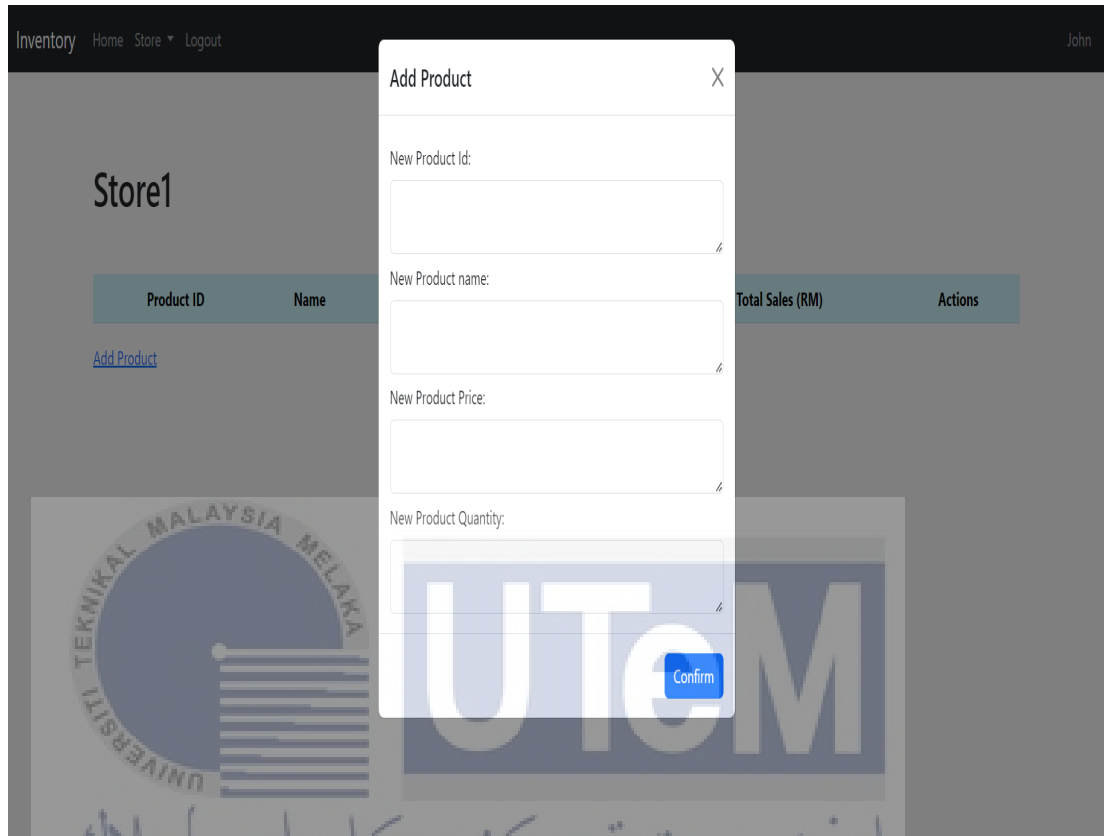 Inventory Home Store Logout John
Add Product X
New Product Id:
Store1
New Product name:
Product ID Name Total Sales (RM) Actions
Add Product
New Product Price:
New Product Quantity:
UNIVERSITI TEKNIKAL MALAYSIA MELAKA
UTeM
Confirm